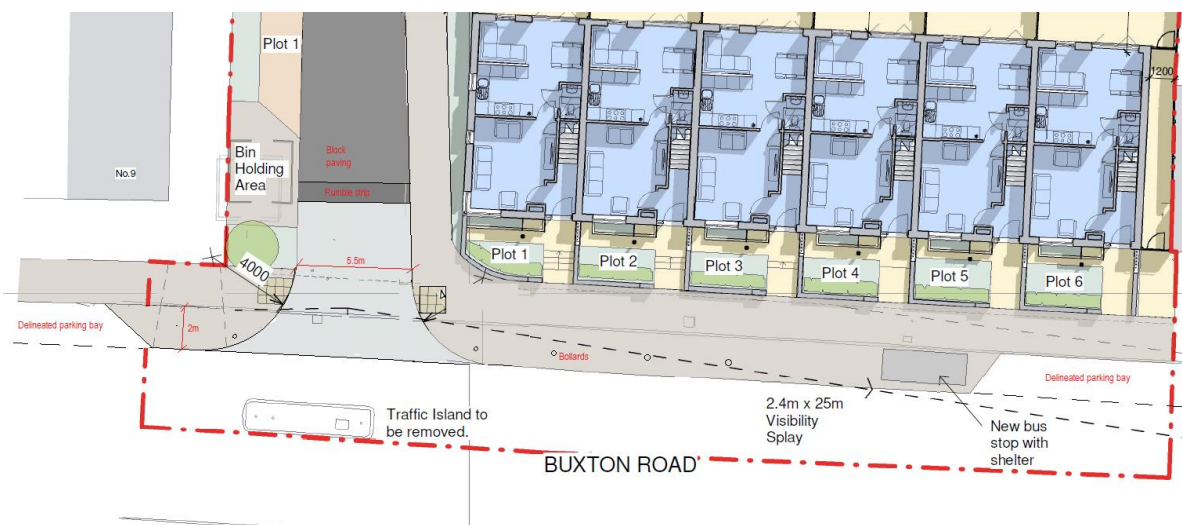 Plot 1
1200
Bin
Holding
Area
Block
paving
Rumble strip
No.9
4000
5.5m
4
Plot 1
Plot 2
Plot 3
Plot 4
Plot 5
Plot 6
Delineated parking bay
2m
Bollards
Delineated parking bay
Traffic Island to
be removed.
2.4m x 25m
Visibility
Splay
New bus
stop with
shelter
BUXTON ROAD